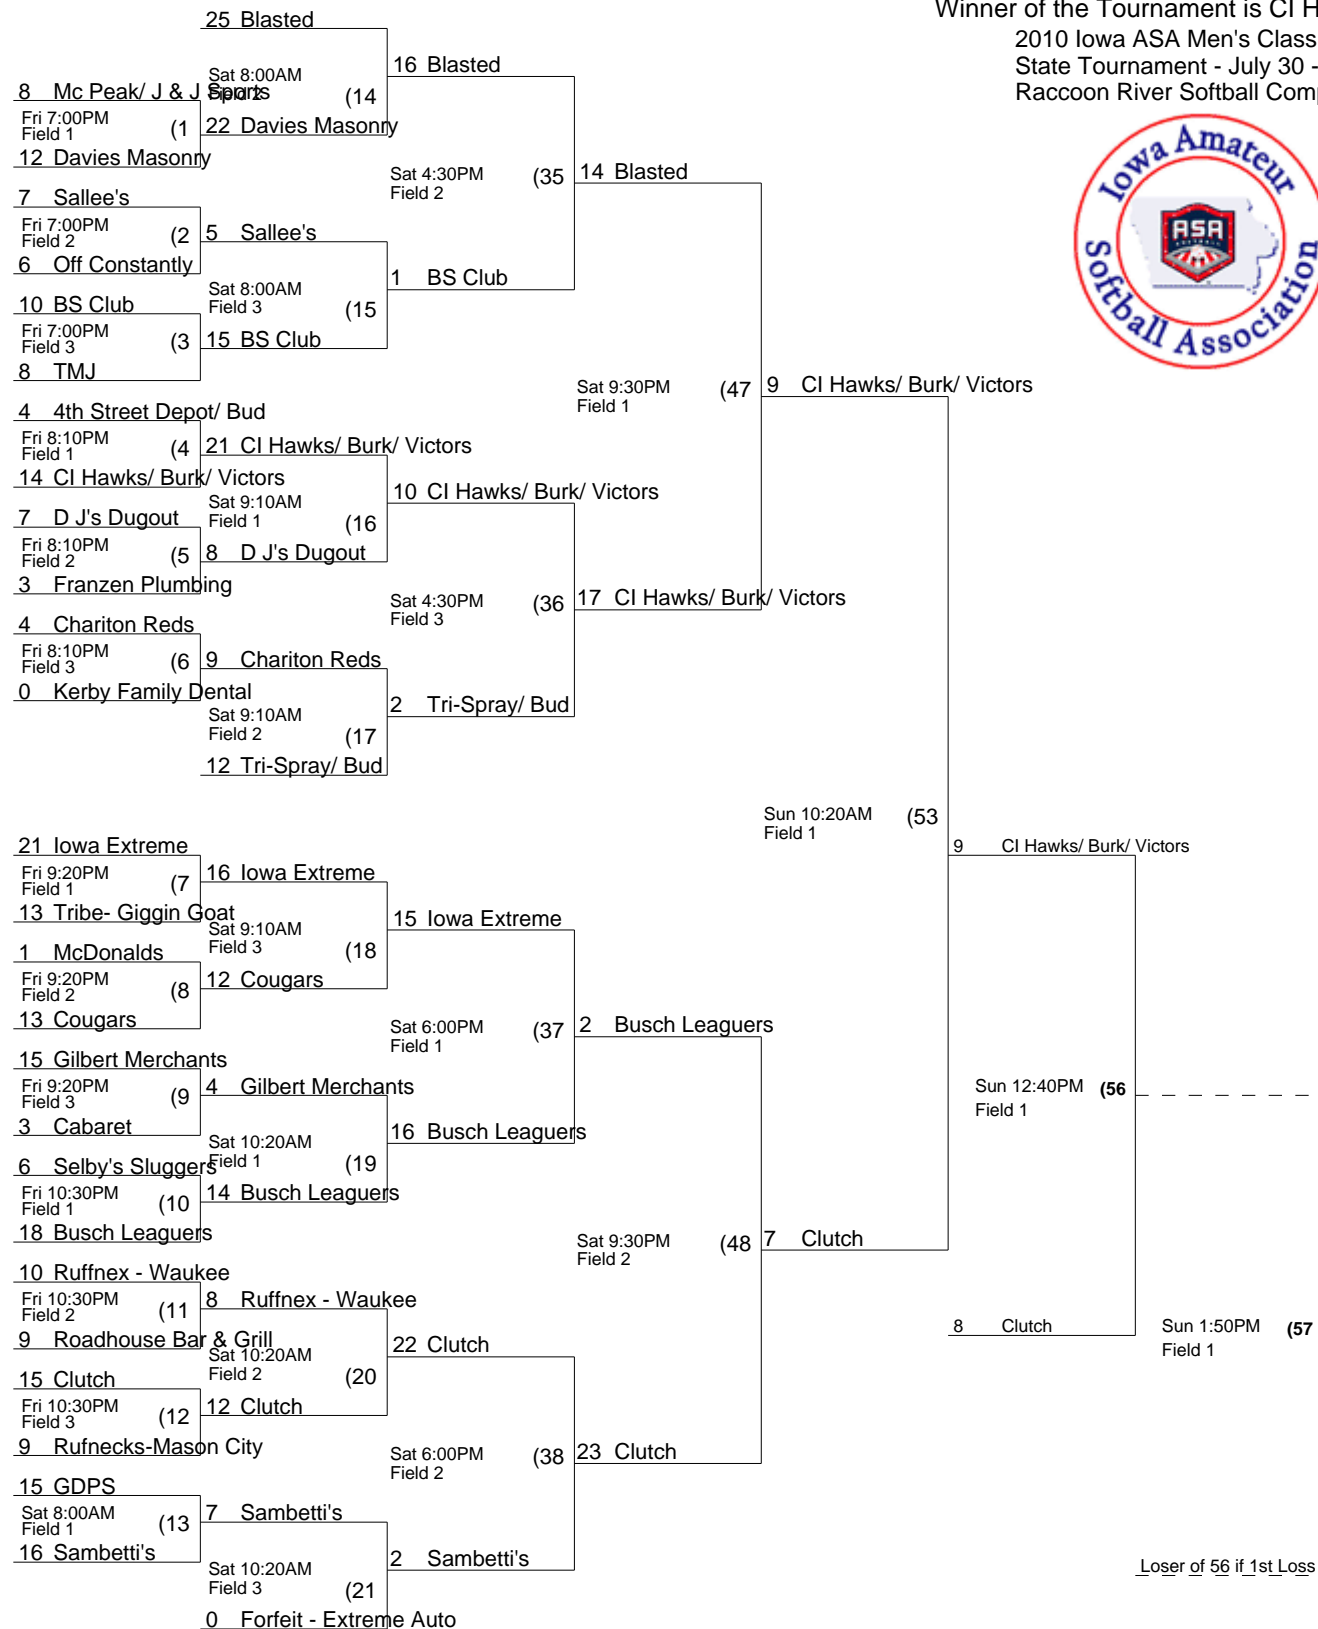 Winner of the Tournament is CI H
2010 Iowa ASA Men's Class
State Tournament - July 30 -
Raccoon River Softball Comp
Iowa Amateur
ASA
Softball Association
25 Blasted
Sat 8:00AM
Field 2
(14
16 Blasted
8 Mc Peak/ J & J Sports
Fri 7:00PM
Field 1
(1
22 Davies Masonry
12 Davies Masonry
Sat 4:30PM
Field 2
(35
14 Blasted
7 Sallee's
Fri 7:00PM
Field 2
(2
5 Sallee's
6 Off Constantly
Sat 8:00AM
Field 3
(15
1 BS Club
10 BS Club
Fri 7:00PM
Field 3
(3
15 BS Club
8 TMJ
Sat 9:30PM
Field 1
(47
9 CI Hawks/ Burk/ Victors
4 4th Street Depot/ Bud
Fri 8:10PM
Field 1
(4
21 CI Hawks/ Burk/ Victors
14 CI Hawks/ Burk/ Victors
Sat 9:10AM
Field 1
(16
10 CI Hawks/ Burk/ Victors
7 D J's Dugout
Fri 8:10PM
Field 2
(5
8 D J's Dugout
3 Franzen Plumbing
Sat 4:30PM
Field 3
(36
17 CI Hawks/ Burk/ Victors
4 Chariton Reds
Fri 8:10PM
Field 3
(6
9 Chariton Reds
0 Kerby Family Dental
Sat 9:10AM
Field 2
(17
2 Tri-Spray/ Bud
12 Tri-Spray/ Bud
Sun 10:20AM
Field 1
(53
9 CI Hawks/ Burk/ Victors
21 Iowa Extreme
Fri 9:20PM
Field 1
(7
16 Iowa Extreme
13 Tribe- Giggin Goat
Sat 9:10AM
Field 3
(18
15 Iowa Extreme
1 McDonalds
Fri 9:20PM
Field 2
(8
12 Cougars
13 Cougars
Sat 6:00PM
Field 1
(37
2 Busch Leaguers
15 Gilbert Merchants
Fri 9:20PM
Field 3
(9
4 Gilbert Merchants
3 Cabaret
Sat 10:20AM
Field 1
(19
16 Busch Leaguers
6 Selby's Sluggers
Fri 10:30PM
Field 1
(10
14 Busch Leaguers
18 Busch Leaguers
Sun 12:40PM
Field 1
(56
Sat 9:30PM
Field 2
(48
7 Clutch
10 Ruffnex - Waukee
Fri 10:30PM
Field 2
(11
8 Ruffnex - Waukee
9 Roadhouse Bar & Grill
Sat 10:20AM
Field 2
(20
22 Clutch
8 Clutch
Sun 1:50PM
Field 1
(57
15 Clutch
Fri 10:30PM
Field 3
(12
12 Clutch
9 Rufnecks-Mason City
Sat 6:00PM
Field 2
(38
23 Clutch
15 GDPS
Sat 8:00AM
Field 1
(13
7 Sambetti's
16 Sambetti's
Sat 10:20AM
Field 3
(21
2 Sambetti's
0 Forfeit - Extreme Auto
Loser of 56 if 1st Loss